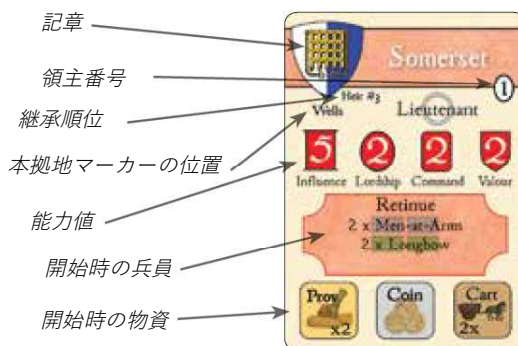 記章
領主番号
継承順位
本拠地マーカーの位置
能力値
開始時の兵員
開始時の物資
Somerset
1
Heir #3
Wells
Lieutenant
5 2 2 2
Influence Lordship Command Valour
Retinue
2 x Men-at-Arms
2 x Longbow
Prov Coin Cart
x2 2x